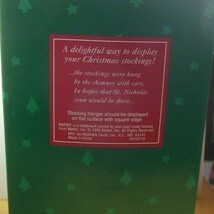 A delightful way to display
your Christmas stockings!
...the stockings were hung
by the chimney with care,
In hopes that St. Nicholas
soon would be there.
Stocking hanger should be displayed
on flat surface with square edge.
Made in China